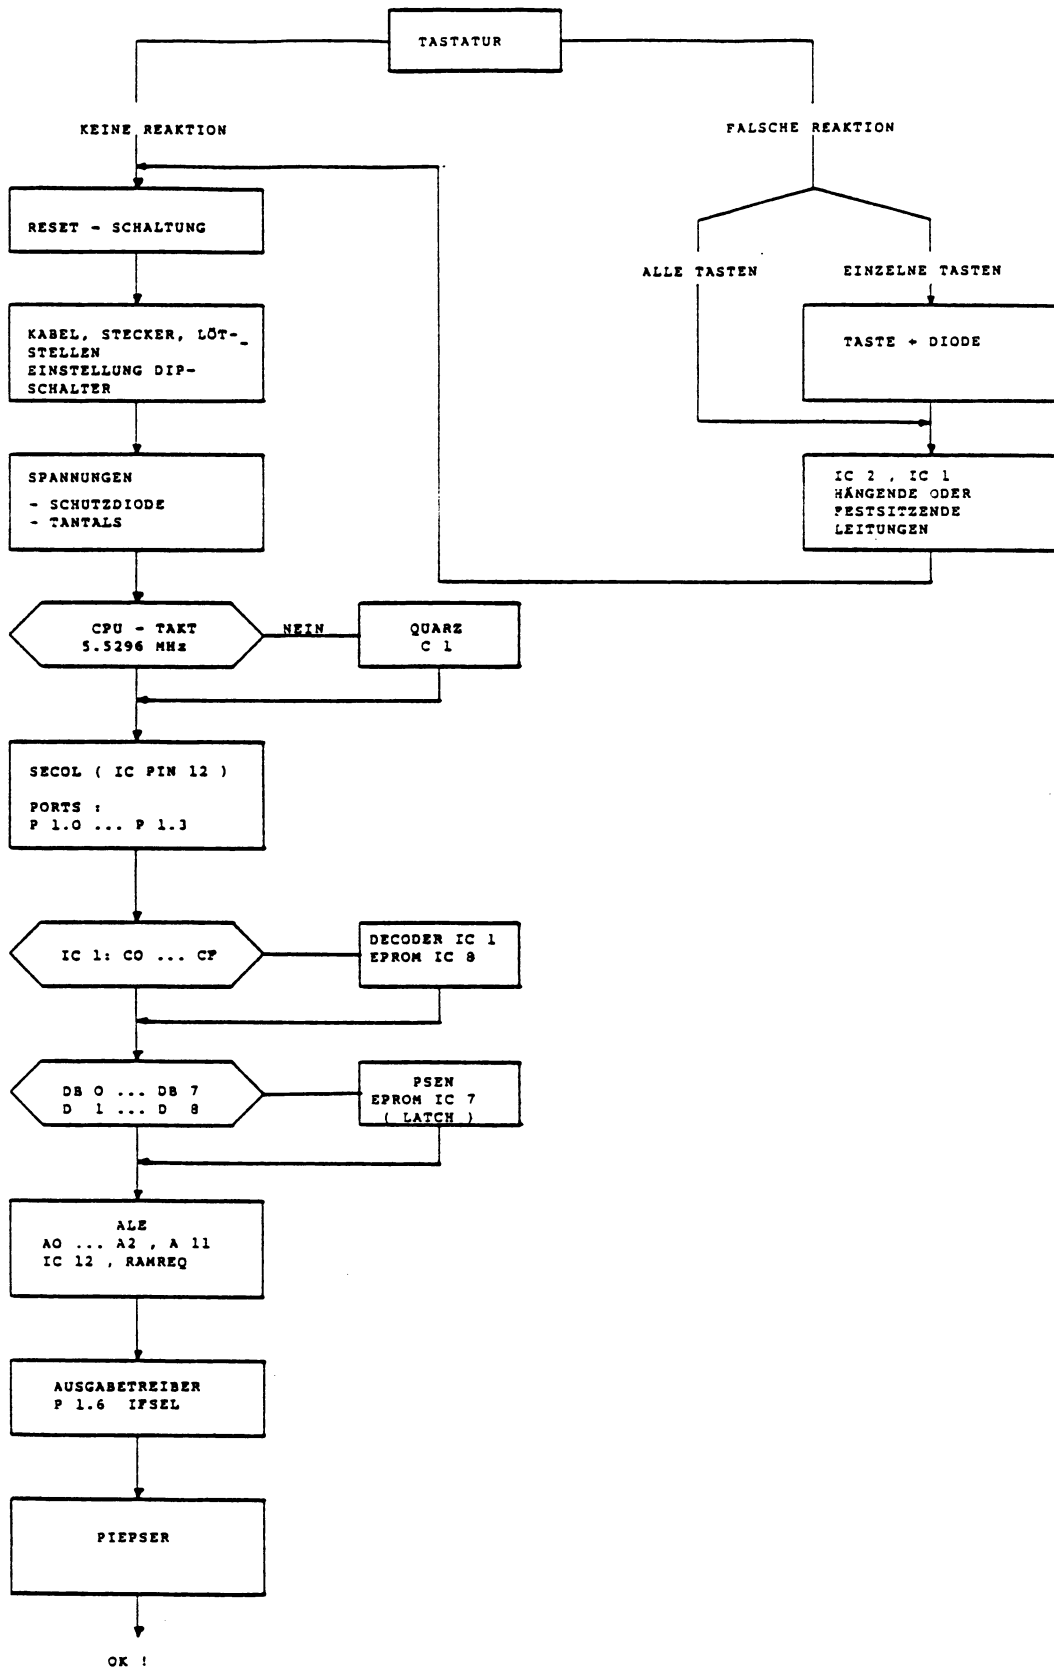 TASTATUR
KEINE REAKTION
FALSCHE REAKTION
RESET - SCHALTUNG
ALLE TASTEN
EINZELNE TASTEN
KABEL, STECKER, LÖT-
STELLEN
EINSTELLUNG DIP-
SCHALTER
TASTE + DIODE
SPANNUNGEN
- SCHUTZDIODE
- TANTALS
IC 2 , IC 1
HÄNGENDE ODER
FESTSITZENDE
LEITUNGEN
CPU - TAKT
5.5296 MHz
NEIN
QUARZ
C 1
SECOL ( IC PIN 12 )
PORTS :
P 1.0 ... P 1.3
IC 1: C0 ... CF
DECODER IC 1
EPROM IC 8
DB 0 ... DB 7
D 1 ... D 8
PSEN
EPROM IC 7
( LATCH )
ALE
A0 ... A2 , A 11
IC 12 , RAMREQ
AUSGABETREIBER
P 1.6 IFSEL
PIEPSER
OK !